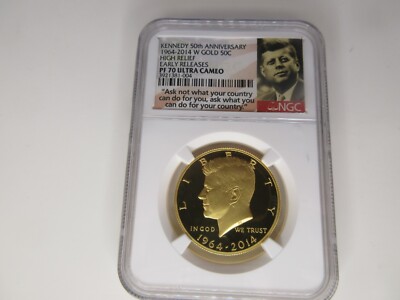 KENNEDY 50th ANNIVERSARY
1964-2014 W GOLD 50C
HIGH RELIEF
EARLY RELEASES
PF 70 ULTRA CAMEO
"Ask not what your country
can do for you, ask what you
can do for your country."
NGC
LIBERTY
IN GOD WE TRUST
1964-2014